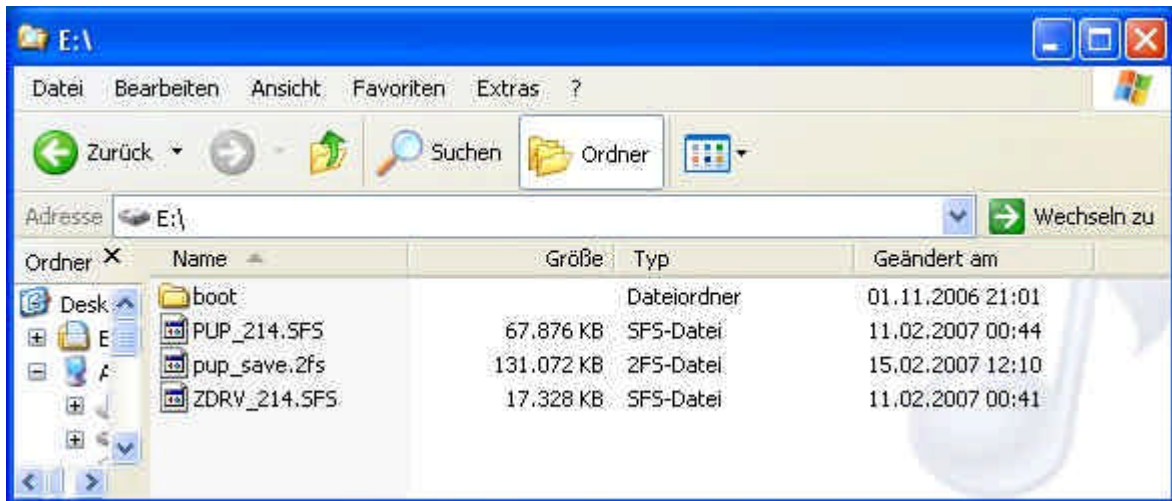 E:\
Datei Bearbeiten Ansicht Favoriten Extras ?
Zurück Suchen Ordner
Adresse E:\ Wechseln zu
Ordner Name Größe Typ Geändert am
Desk boot Dateiordner 01.11.2006 21:01
E PUP_214.SFS 67.876 KB SFS-Datei 11.02.2007 00:44
A pup_save.2fs 131.072 KB 2FS-Datei 15.02.2007 12:10
ZDRV_214.SFS 17.328 KB SFS-Datei 11.02.2007 00:41